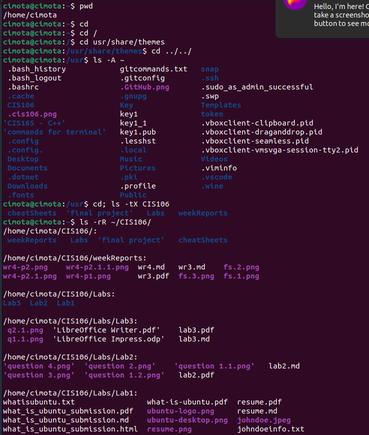 cimota@cimota:~$ pwd
/home/cimota
cimota@cimota:~$ cd
cimota@cimota:~$ cd /
cimota@cimota:/$ cd usr/share/themes
cimota@cimota:/usr/share/themes$ cd ../../
cimota@cimota:/usr$ ls -A ~
.bash_history gitcommands.txt snap
.bash_logout .gitconfig .ssh
.bashrc .GitHub.png .sudo_as_admin_successful
.cache .gnupg .swp
CIS106 Key Templates
.cis106.png key1 token
'CIS165 - C++' key1_1 .vboxclient-clipboard.pid
'commands for terminal' key1.pub .vboxclient-draganddrop.pid
.config .lesshst .vboxclient-seamless.pid
.config. .local .vboxclient-vmsvga-session-tty2.pid
Desktop Music Videos
Documents Pictures .viminfo
.dotnet .pki .vscode
Downloads .profile .wine
.fonts Public
cimota@cimota:/usr$ cd; ls -tX CIS106
cheatSheets 'final project' Labs weekReports
cimota@cimota:~$ ls -rR ~/CIS106/
/home/cimota/CIS106/:
weekReports Labs 'final project' cheatSheets
/home/cimota/CIS106/weekReports:
wr4-p2.png wr4-p2.1.1.png wr4.md wr3.md fs.2.png
wr4-p2.1.png wr4-p1.png wr3.pdf fs.3.png fs.1.png
/home/cimota/CIS106/Labs:
Lab3 Lab2 Lab1
/home/cimota/CIS106/Labs/Lab3:
q2.1.png 'LibreOffice Writer.pdf' lab3.pdf
q1.1.png 'LibreOffice Impress.odp' lab3.md
/home/cimota/CIS106/Labs/Lab2:
'question 4.png' 'question 2.png' 'question 1.1.png' lab2.md
'question 3.png' 'question 1.2.png' lab2.pdf
/home/cimota/CIS106/Labs/Lab1:
whatisubuntu.txt what-is-ubuntu.pdf resume.pdf
what_is_ubuntu_submission.pdf ubuntu-logo.png resume.md
what_is_ubuntu_submission.md ubuntu-desktop.png johndoe.jpeg
what_is_ubuntu_submission.html resume.png johndoeinfo.txt
Hello, I'm here! C
take a screensho
button to see mo